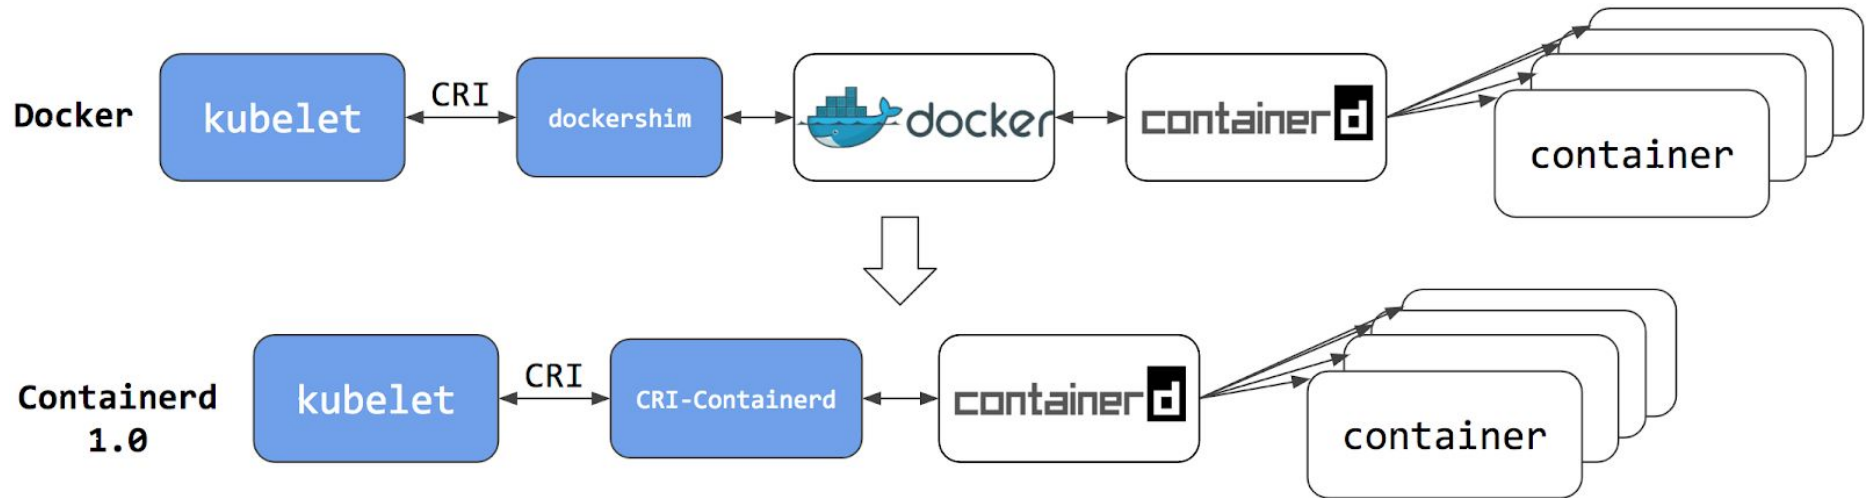 Docker
kubelet
CRI
dockershim
docker
containerd
container
Containerd
1.0
kubelet
CRI
CRI-Containerd
containerd
container